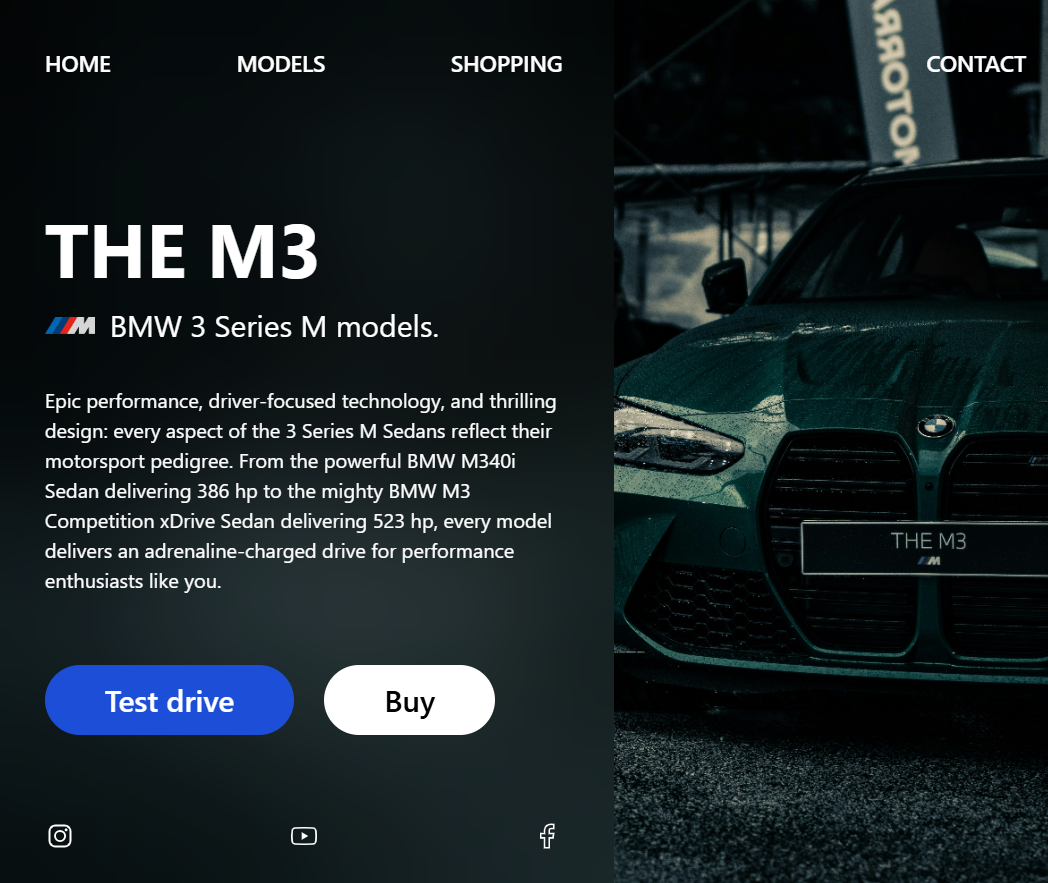 HOME MODELS SHOPPING CONTACT
THE M3
M BMW 3 Series M models.
Epic performance, driver-focused technology, and thrilling
design: every aspect of the 3 Series M Sedans reflect their
motorsport pedigree. From the powerful BMW M340i
Sedan delivering 386 hp to the mighty BMW M3
Competition xDrive Sedan delivering 523 hp, every model
delivers an adrenaline-charged drive for performance
enthusiasts like you.
Test drive Buy
THE M3
M